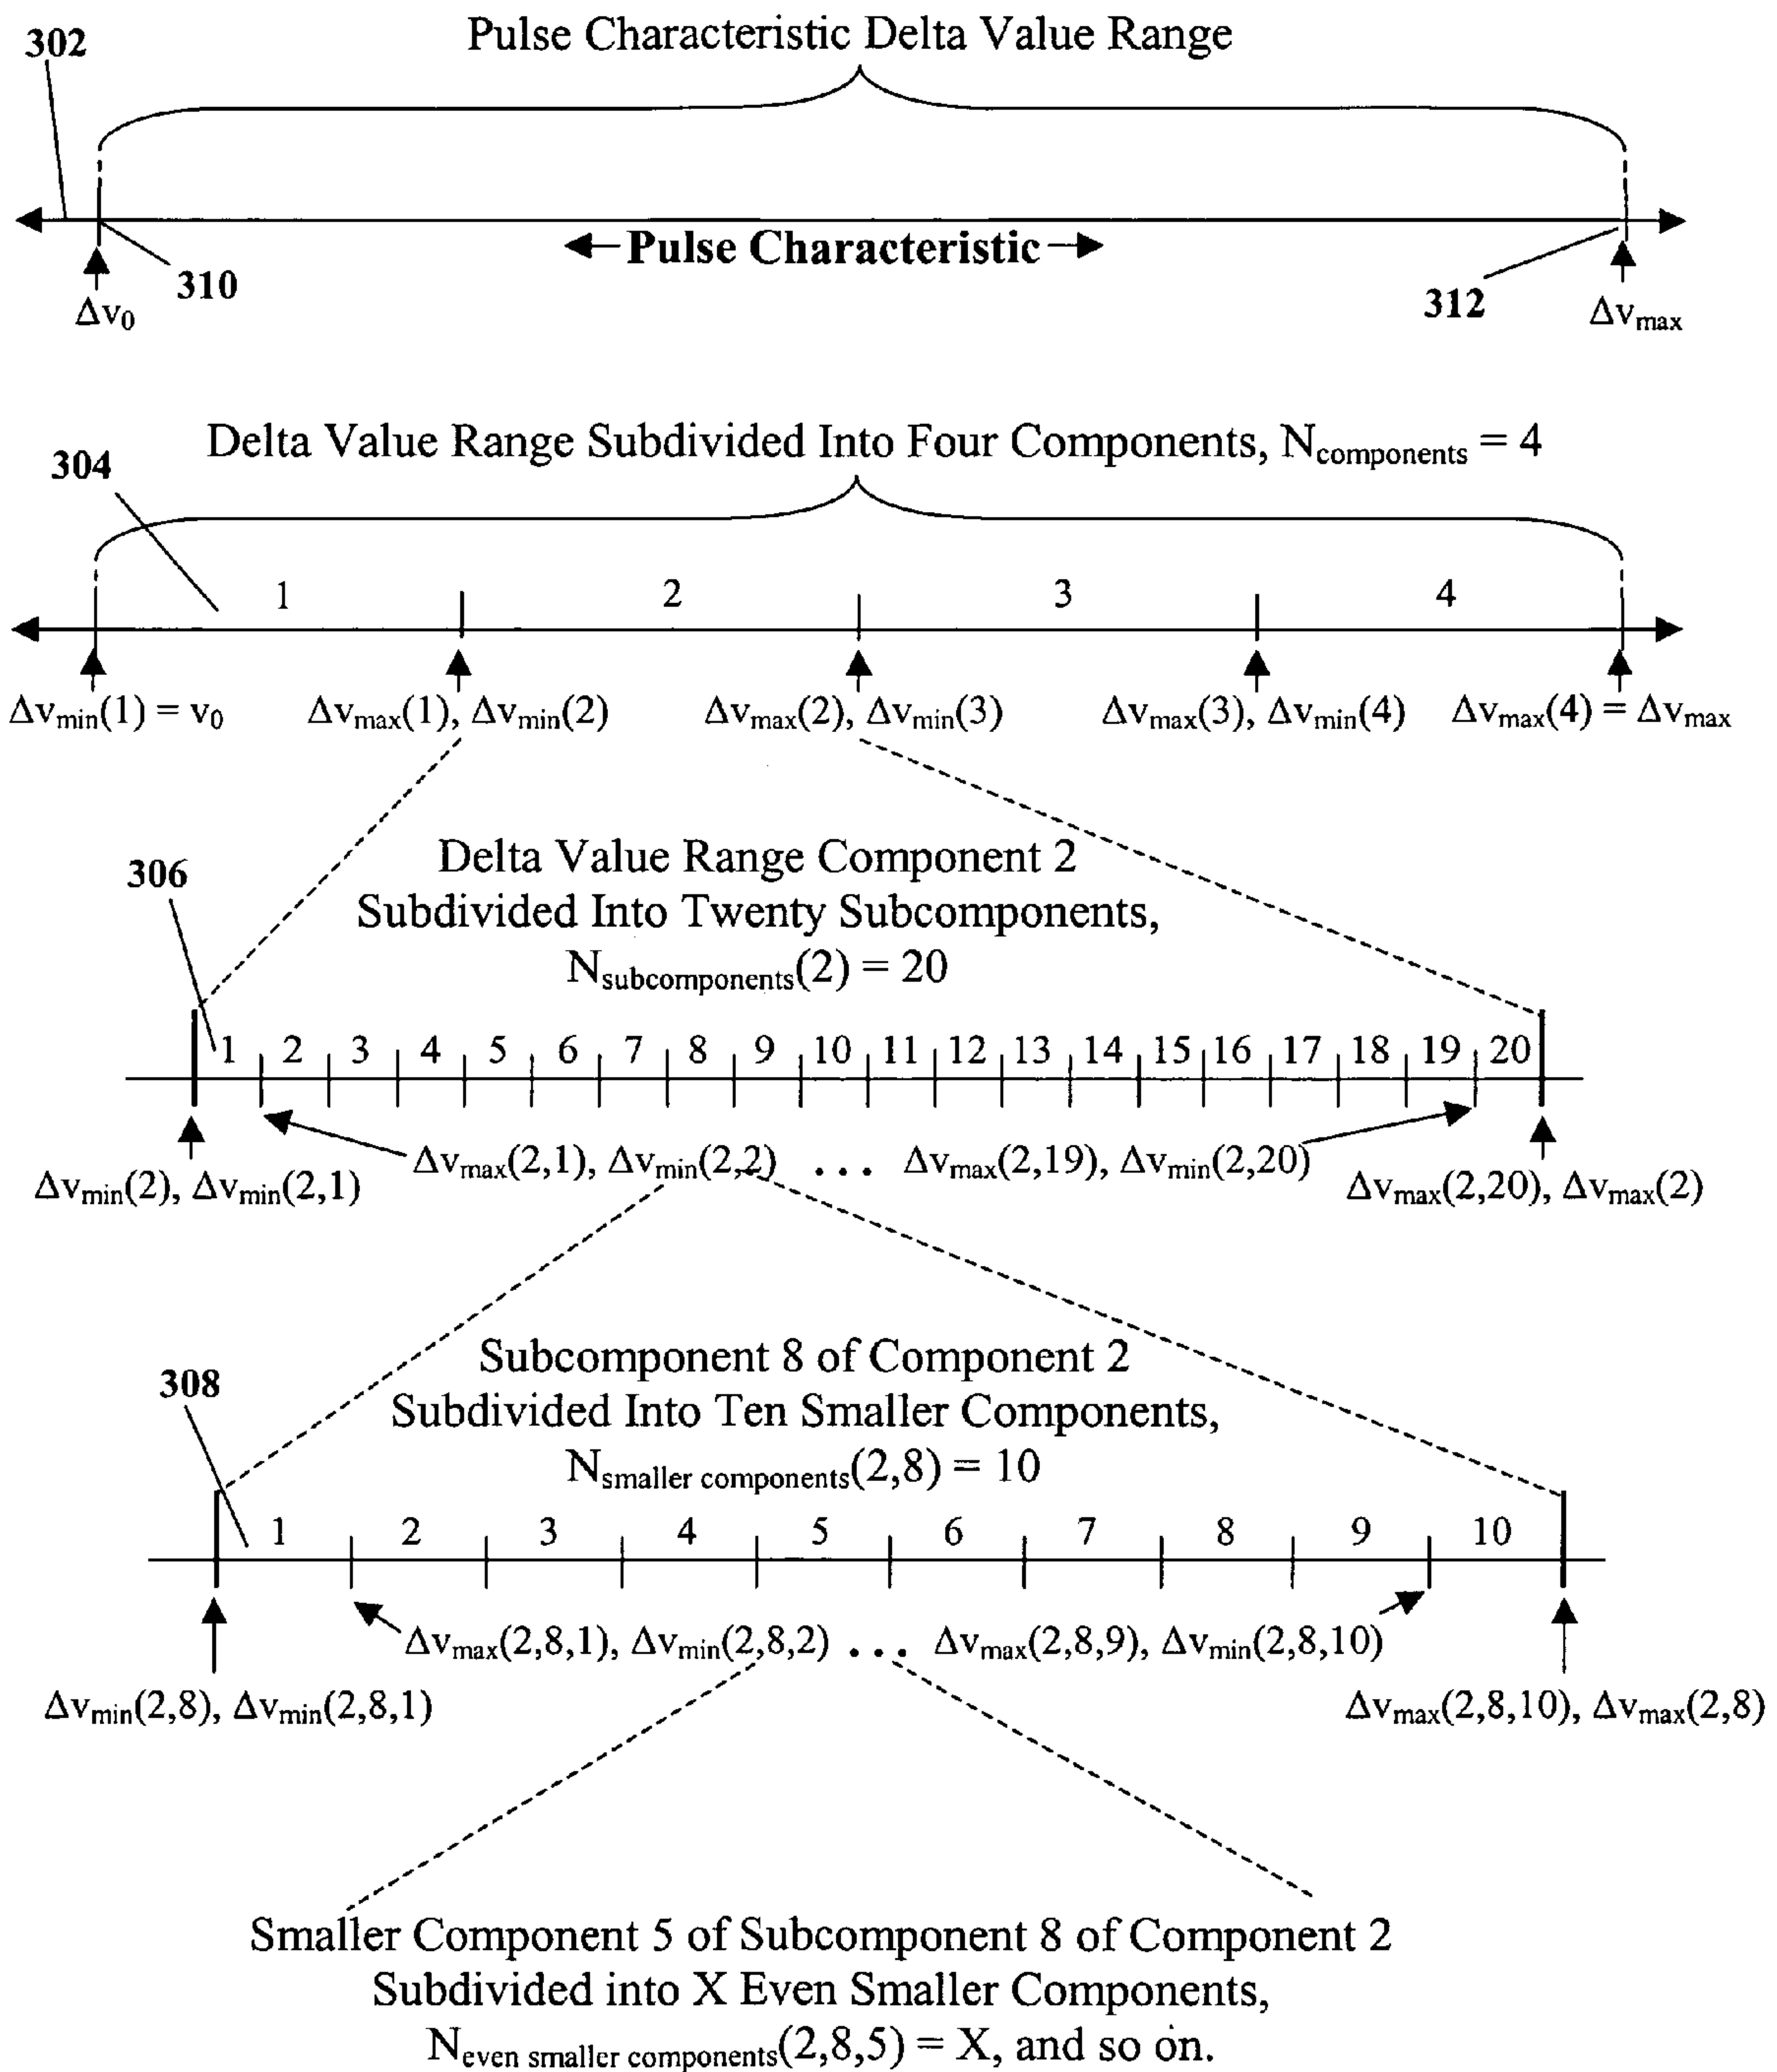 Pulse Characteristic Delta Value Range
302
←Pulse Characteristic→
310
312
Δv₀
Δvmax
Delta Value Range Subdivided Into Four Components, Ncomponents = 4
304
1 2 3 4
Δvmin(1) = v₀ Δvmax(1), Δvmin(2) Δvmax(2), Δvmin(3) Δvmax(3), Δvmin(4) Δvmax(4) = Δvmax
306
Delta Value Range Component 2
Subdivided Into Twenty Subcomponents,
Nsubcomponents(2) = 20
1 2 3 4 5 6 7 8 9 10 11 12 13 14 15 16 17 18 19 20
Δvmax(2,1), Δvmin(2,2) ... Δvmax(2,19), Δvmin(2,20)
Δvmin(2), Δvmin(2,1) Δvmax(2,20), Δvmax(2)
308
Subcomponent 8 of Component 2
Subdivided Into Ten Smaller Components,
Nsmaller components(2,8) = 10
1 2 3 4 5 6 7 8 9 10
Δvmax(2,8,1), Δvmin(2,8,2) ... Δvmax(2,8,9), Δvmin(2,8,10)
Δvmin(2,8), Δvmin(2,8,1) Δvmax(2,8,10), Δvmax(2,8)
Smaller Component 5 of Subcomponent 8 of Component 2
Subdivided into X Even Smaller Components,
Neven smaller components(2,8,5) = X, and so on.